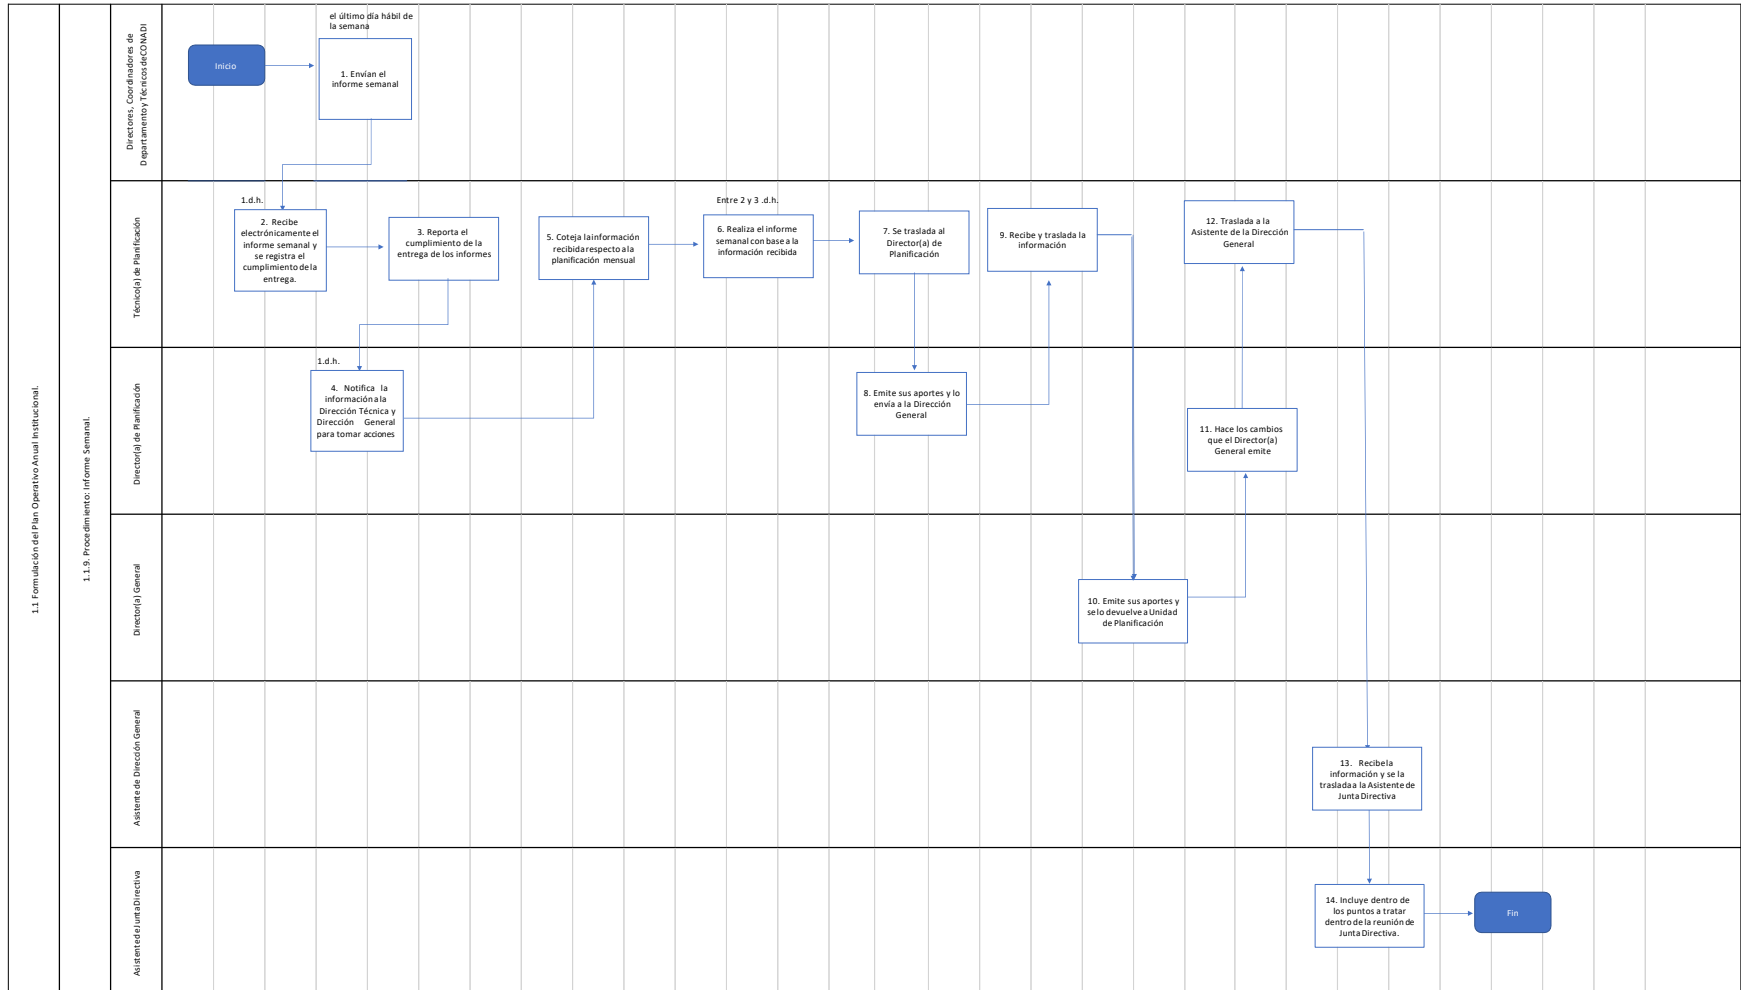 1.1 Formulación del Plan Operativo Anual Institucional.
1.1.9. Procedimiento: Informe Semanal.
Directores, Coordinadores de
Departamento y Técnicos de CONADI
el último día hábil de
la semana
Inicio
1. Envían el
informe semanal
Técnico(a) de Planificación
1.d.h.
2. Recibe
electrónicamente el
informe semanal y
se registra el
cumplimiento de la
entrega.
3. Reporta el
cumplimiento de la
entrega de los informes
5. Coteja la información
recibida respecto a la
planificación mensual
Entre 2 y 3 .d.h.
6. Realiza el informe
semanal con base a la
información recibida
7. Se traslada al
Director(a) de
Planificación
9. Recibe y traslada la
información
12. Traslada a la
Asistente de la Dirección
General
Director(a) de Planificación
1.d.h.
4. Notifica la
información a la
Dirección Técnica y
Dirección General
para tomar acciones
8. Emite sus aportes y lo
envía a la Dirección
General
11. Hace los cambios
que el Director(a)
General emite
Director(a) General
10. Emite sus aportes y
se lo devuelve a Unidad
de Planificación
Asistente de Dirección General
13. Recibe la
información y se la
traslada a la Asistente de
Junta Directiva
Asistente de Junta Directiva
14. Incluye dentro de
los puntos a tratar
dentro de la reunión de
Junta Directiva.
Fin